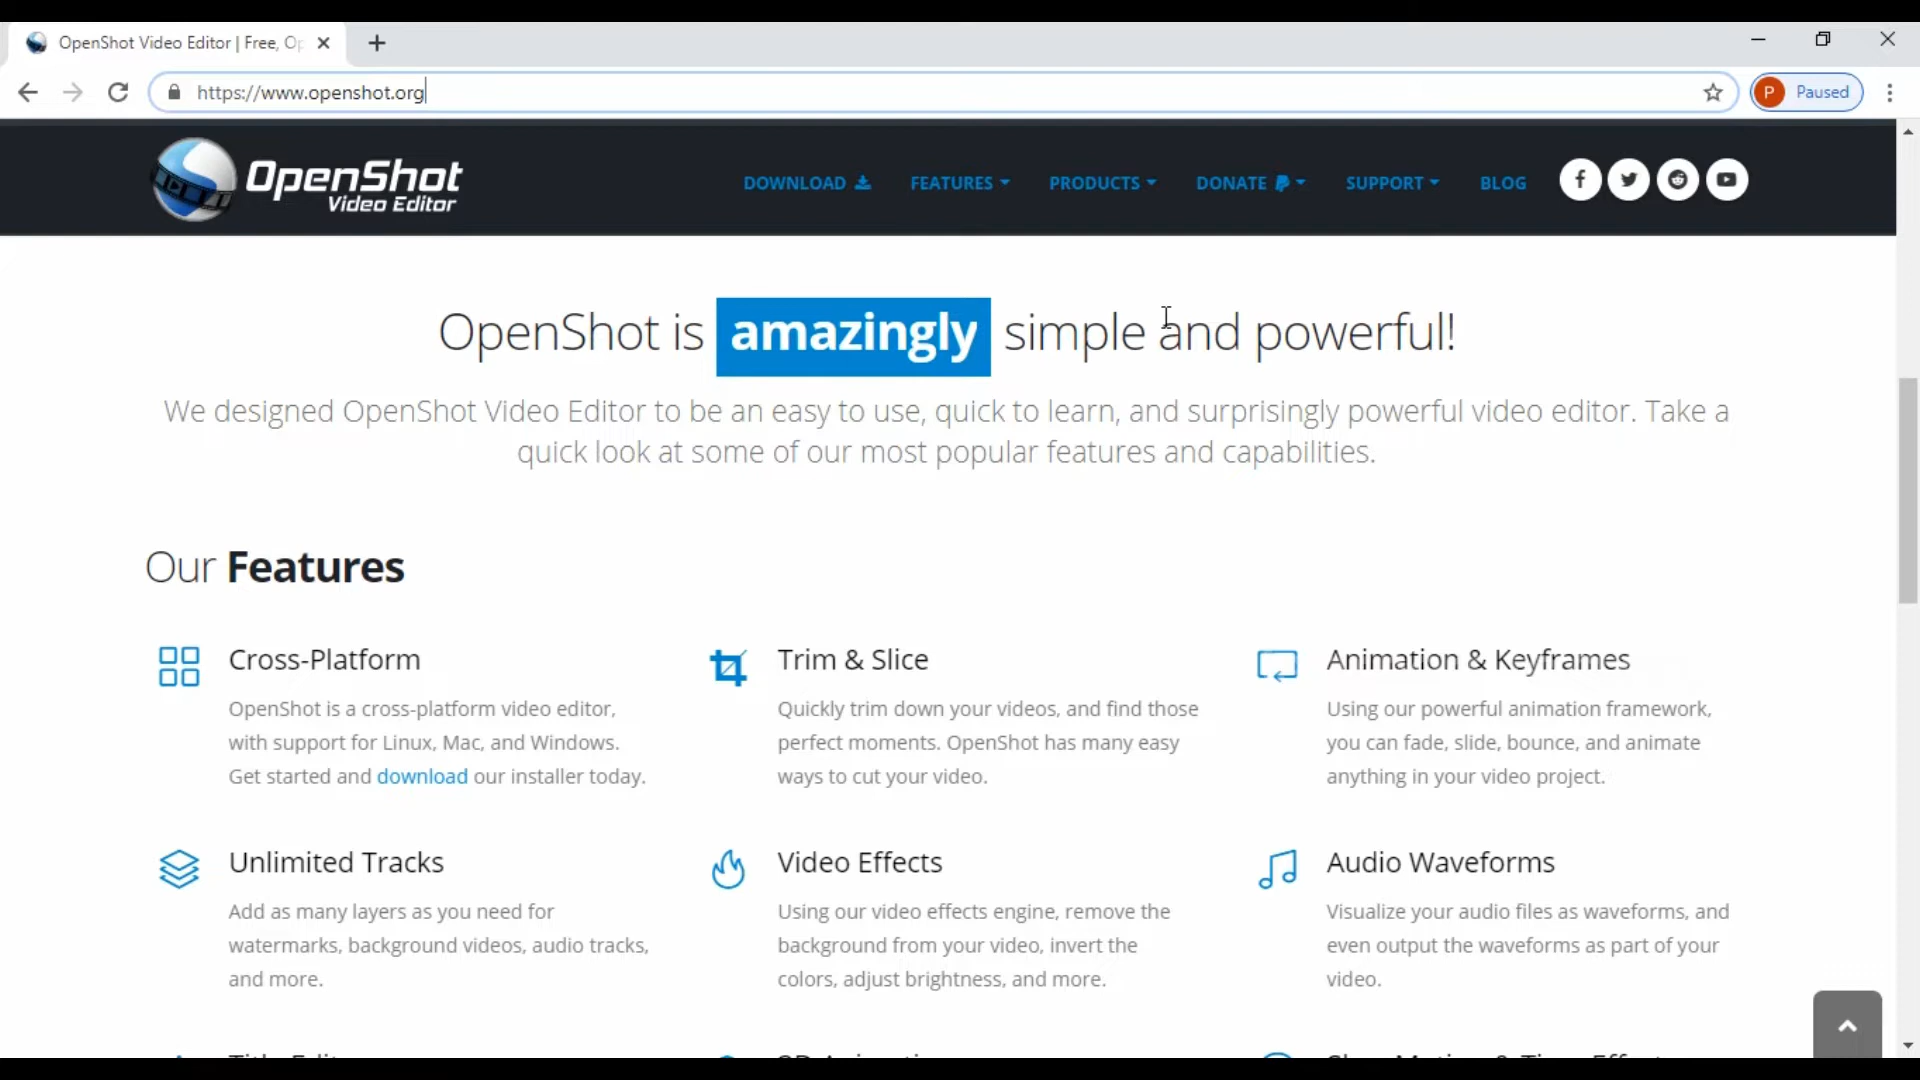 OpenShot Video Editor | Free, Op
https://www.openshot.org
P Paused
OpenShot
Video Editor
DOWNLOAD FEATURES PRODUCTS DONATE SUPPORT BLOG
OpenShot is amazingly simple and powerful!
We designed OpenShot Video Editor to be an easy to use, quick to learn, and surprisingly powerful video editor. Take a
quick look at some of our most popular features and capabilities.
Our Features
Cross-Platform
OpenShot is a cross-platform video editor,
with support for Linux, Mac, and Windows.
Get started and download our installer today.
Trim & Slice
Quickly trim down your videos, and find those
perfect moments. OpenShot has many easy
ways to cut your video.
Animation & Keyframes
Using our powerful animation framework,
you can fade, slide, bounce, and animate
anything in your video project.
Unlimited Tracks
Add as many layers as you need for
watermarks, background videos, audio tracks,
and more.
Video Effects
Using our video effects engine, remove the
background from your video, invert the
colors, adjust brightness, and more.
Audio Waveforms
Visualize your audio files as waveforms, and
even output the waveforms as part of your
video.